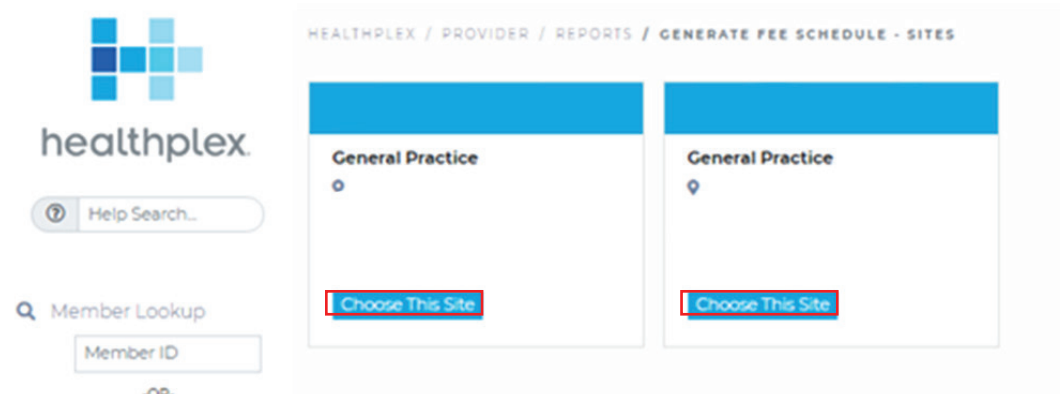 HEALTHPLEX / PROVIDER / REPORTS / GENERATE FEE SCHEDULE - SITES
healthplex.
Help Search...
Member Lookup
Member ID
-OR-
General Practice
Choose This Site
General Practice
Choose This Site